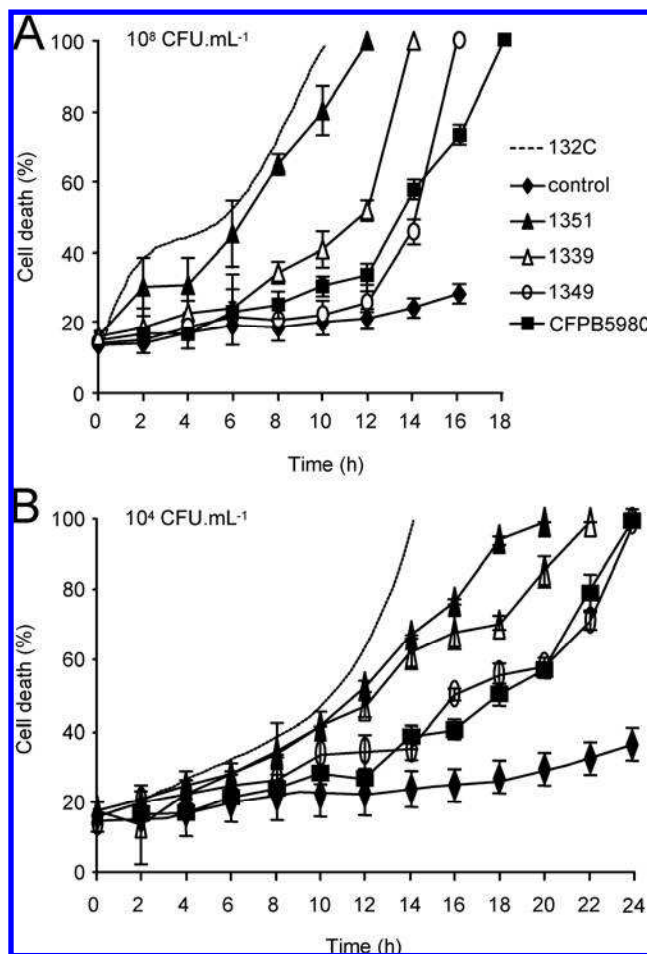 A
10⁸ CFU.mL⁻¹
100
80
60
40
20
0
Cell death (%)
0 2 4 6 8 10 12 14 16 18
Time (h)
132C
control
1351
1339
1349
CFPB5980
B
10⁴ CFU.mL⁻¹
100
80
60
40
20
0
Cell death (%)
0 2 4 6 8 10 12 14 16 18 20 22 24
Time (h)